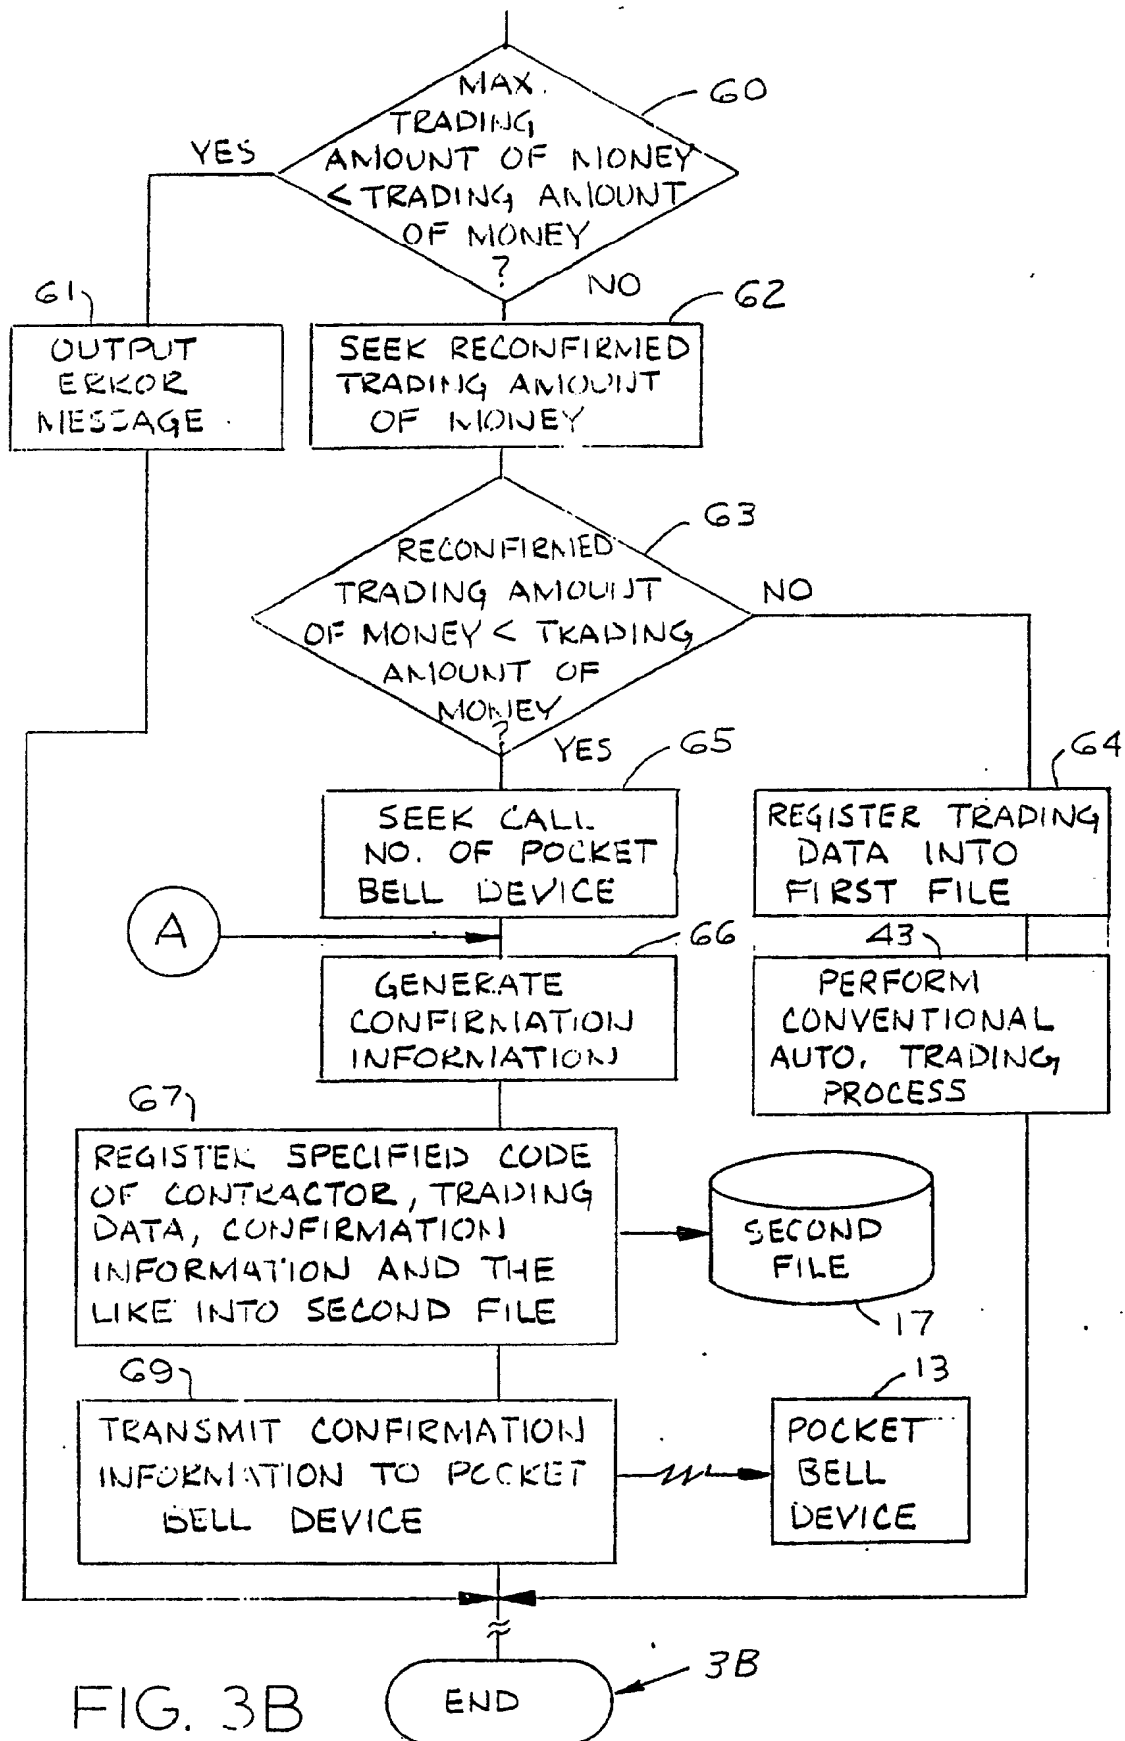 MAX.
TRADING
AMOUNT OF MONEY
< TRADING AMOUNT
OF MONEY
?
60
YES
NO
61
OUTPUT
ERROR
MESSAGE
62
SEEK RECONFIRMED
TRADING AMOUNT
OF MONEY
63
RECONFIRMED
TRADING AMOUNT
OF MONEY < TRADING
AMOUNT OF
MONEY
?
NO
YES
65
SEEK CALL
NO. OF POCKET
BELL DEVICE
64
REGISTER TRADING
DATA INTO
FIRST FILE
A
66
GENERATE
CONFIRMATION
INFORMATION
43
PERFORM
CONVENTIONAL
AUTO. TRADING
PROCESS
67
REGISTER SPECIFIED CODE
OF CONTRACTOR, TRADING
DATA, CONFIRMATION
INFORMATION AND THE
LIKE INTO SECOND FILE
SECOND
FILE
17
69
TRANSMIT CONFIRMATION
INFORMATION TO POCKET
BELL DEVICE
13
POCKET
BELL
DEVICE
END
3B
FIG. 3B